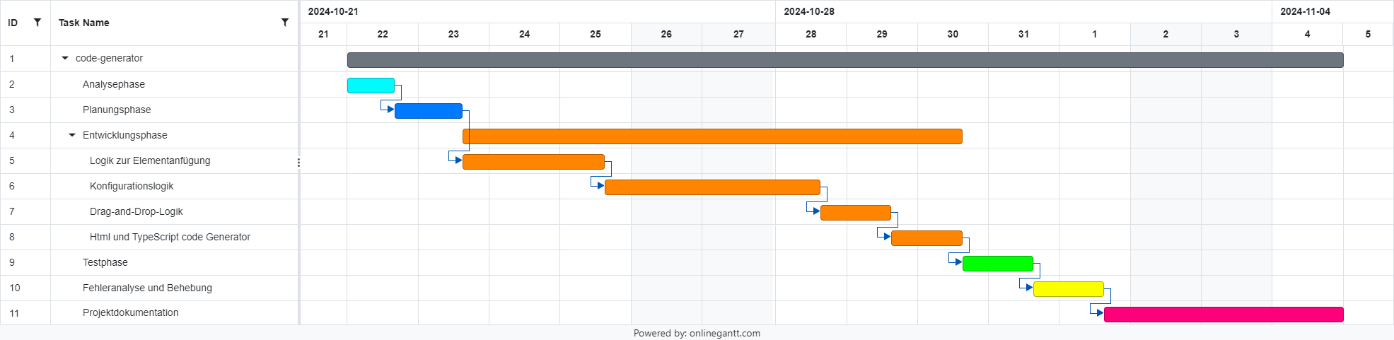 ID Task Name 2024-10-21 2024-10-28 2024-11-04
21 22 23 24 25 26 27 28 29 30 31 1 2 3 4 5
1 code-generator
2 Analysephase
3 Planungsphase
4 Entwicklungsphase
5 Logik zur Elementanfügung
6 Konfigurationslogik
7 Drag-and-Drop-Logik
8 Html und TypeScript code Generator
9 Testphase
10 Fehleranalyse und Behebung
11 Projektdokumentation
Powered by: onlinegantt.com